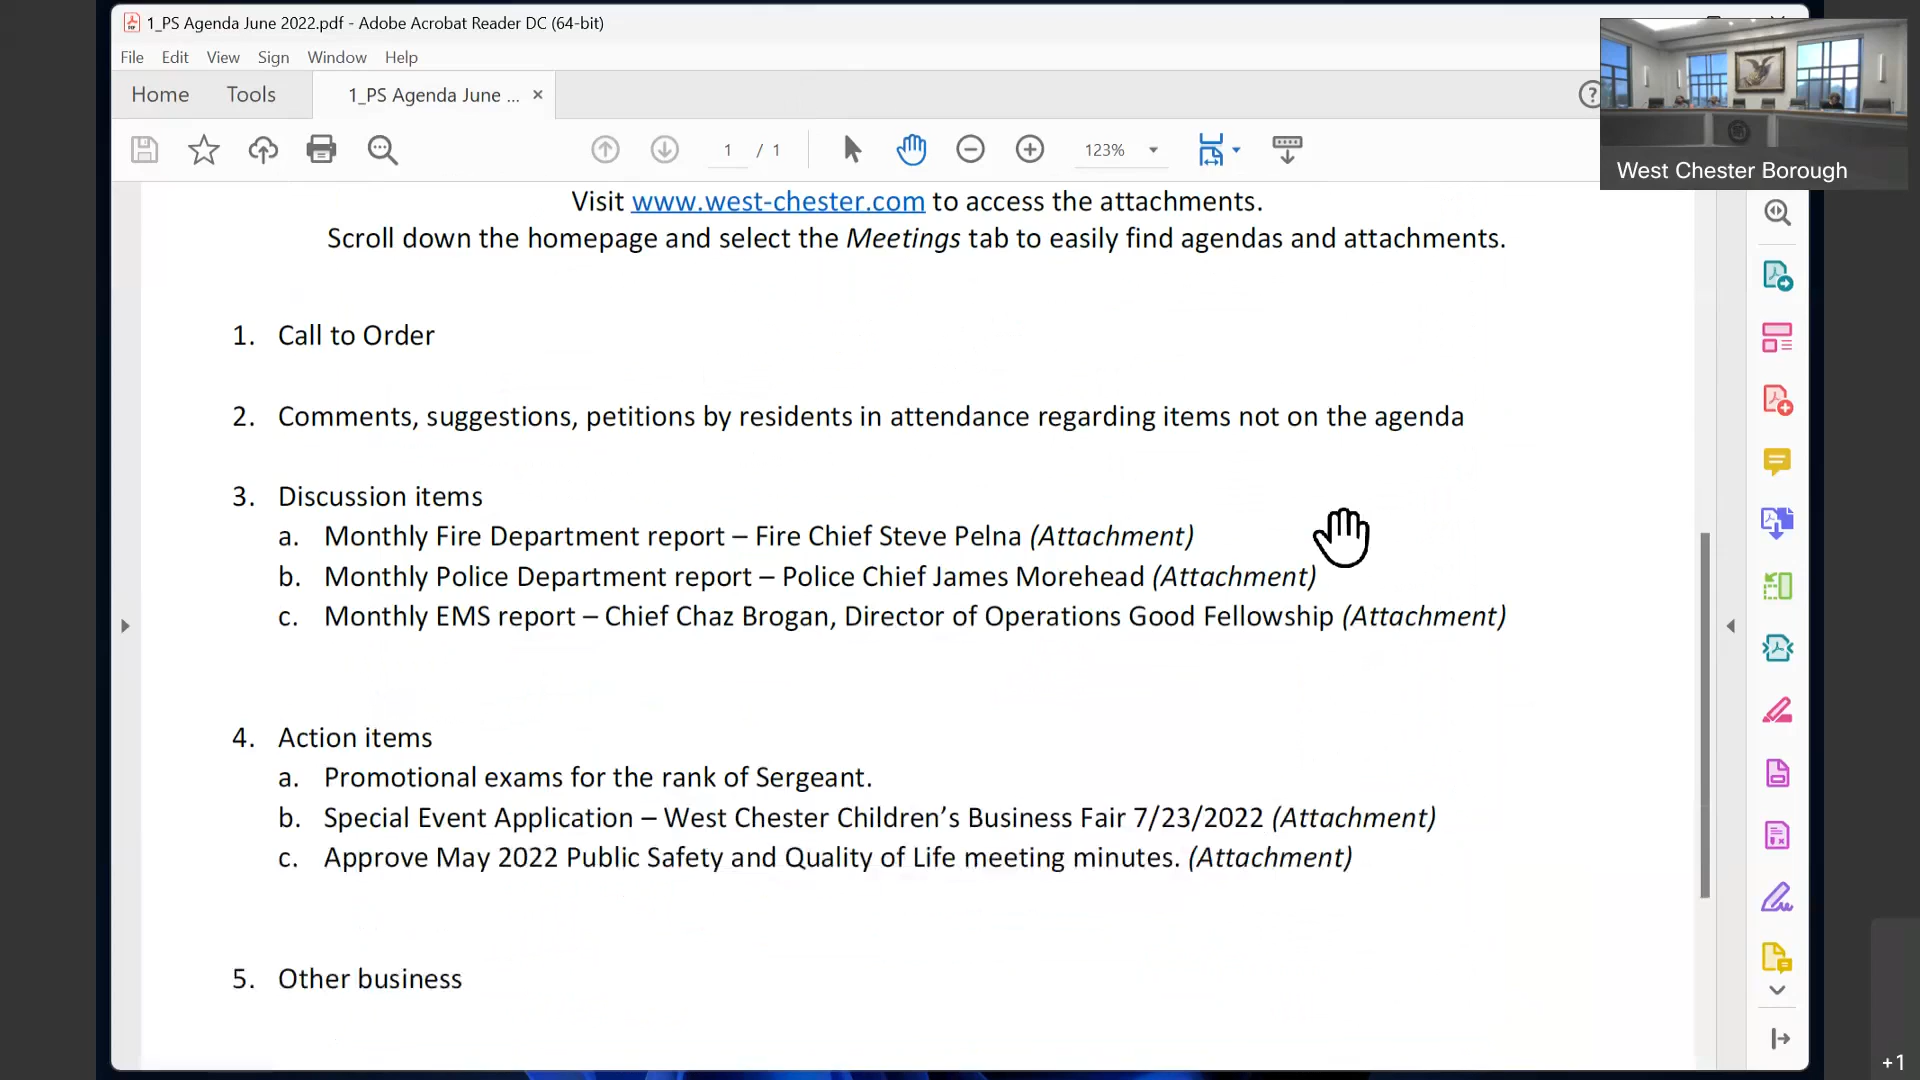 1_PS Agenda June 2022.pdf - Adobe Acrobat Reader DC (64-bit)
File Edit View Sign Window Help
Home Tools 1_PS Agenda June ... ×
1 / 1 123%
West Chester Borough
Visit www.west-chester.com to access the attachments.
Scroll down the homepage and select the Meetings tab to easily find agendas and attachments.
1. Call to Order
2. Comments, suggestions, petitions by residents in attendance regarding items not on the agenda
3. Discussion items
a. Monthly Fire Department report – Fire Chief Steve Pelna (Attachment)
b. Monthly Police Department report – Police Chief James Morehead (Attachment)
c. Monthly EMS report – Chief Chaz Brogan, Director of Operations Good Fellowship (Attachment)
4. Action items
a. Promotional exams for the rank of Sergeant.
b. Special Event Application – West Chester Children’s Business Fair 7/23/2022 (Attachment)
c. Approve May 2022 Public Safety and Quality of Life meeting minutes. (Attachment)
5. Other business
+1